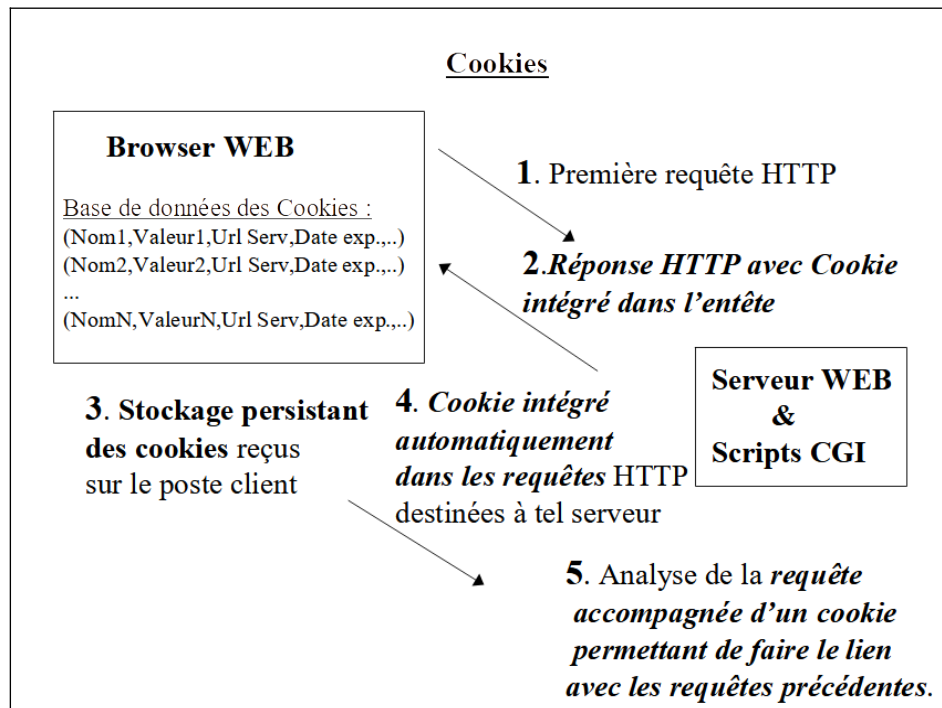 Cookies
Browser WEB
Base de données des Cookies :
(Nom1,Valeur1,Url Serv,Date exp.,..)
(Nom2,Valeur2,Url Serv,Date exp.,..)
...
(NomN,ValeurN,Url Serv,Date exp.,..)
1. Première requête HTTP
2.Réponse HTTP avec Cookie
intégré dans l’entête
3. Stockage persistant
des cookies reçus
sur le poste client
4. Cookie intégré
automatiquement
dans les requêtes HTTP
destinées à tel serveur
Serveur WEB
&
Scripts CGI
5. Analyse de la requête
accompagnée d’un cookie
permettant de faire le lien
avec les requêtes précédentes.